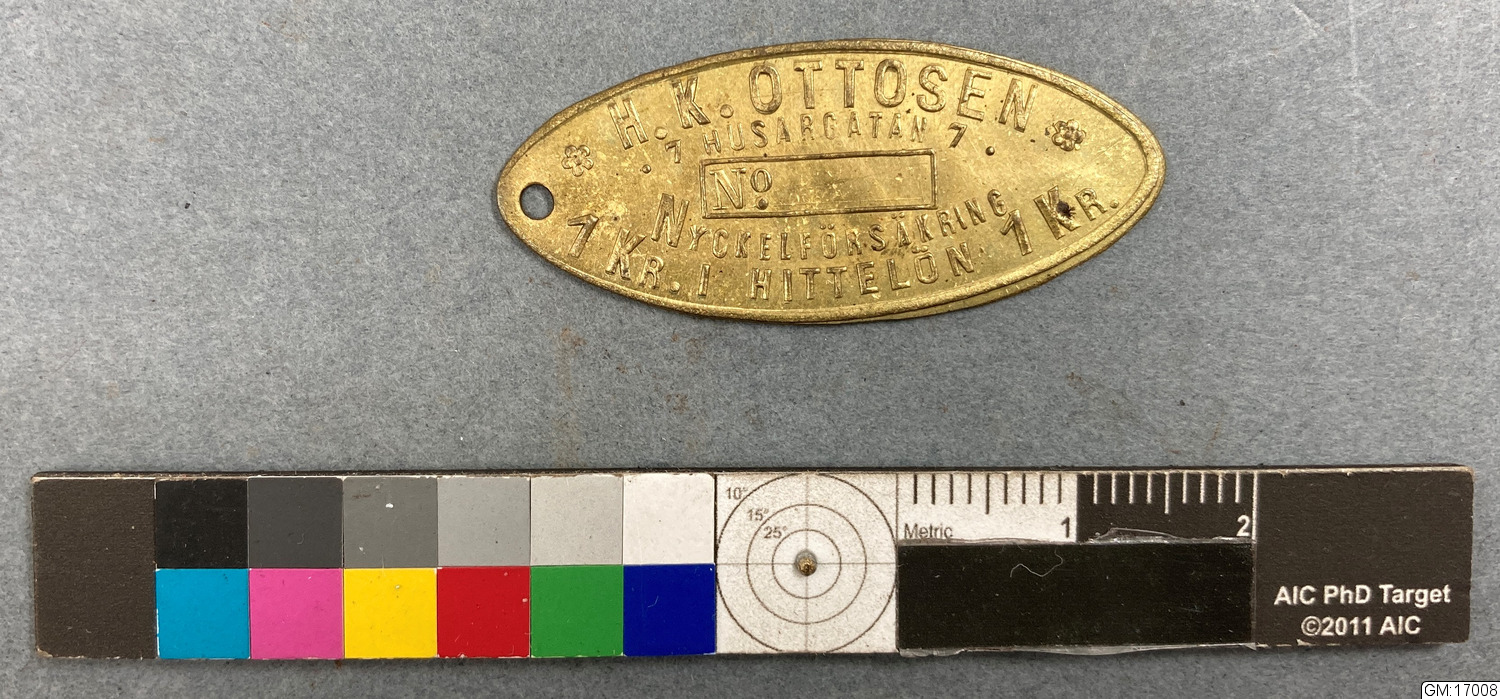 H. K. OTTOSEN
. 7 HUSARGATAN 7 .
No.
NYCKELFÖRSÄKRING
1 KR. I HITTELÖN 1 KR.
10°
15°
25°
Metric
1
2
AIC PhD Target
©2011 AIC
GM:17008